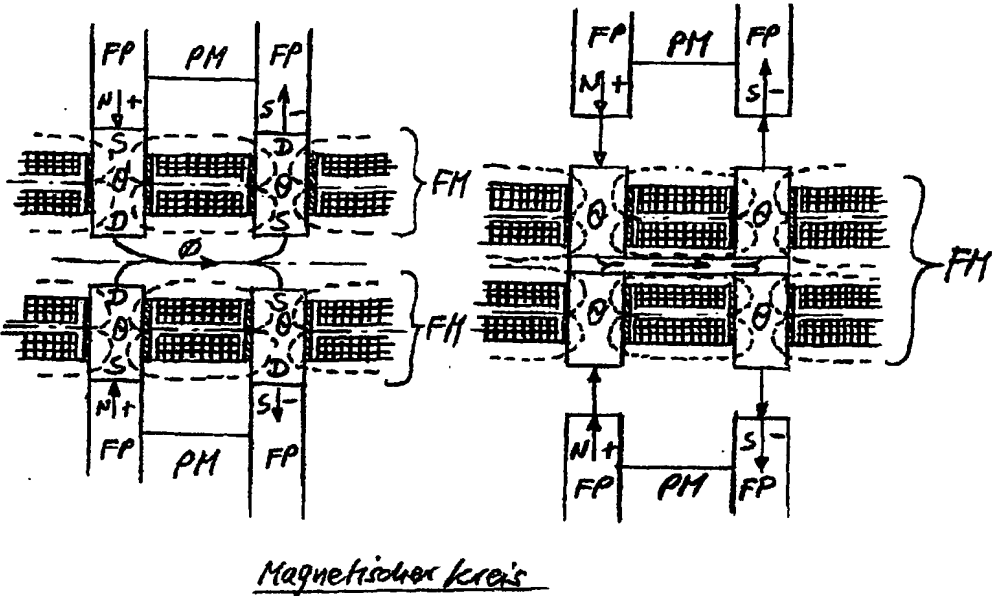 FP PM FP FP PM FP
N + S - N + S -
S D
Θ Θ FM
D S Θ Θ
Φ FM
D S
Θ Θ FM Θ Θ
S D
N + S - N + S -
FP PM FP FP PM FP
Magnetischer Kreis